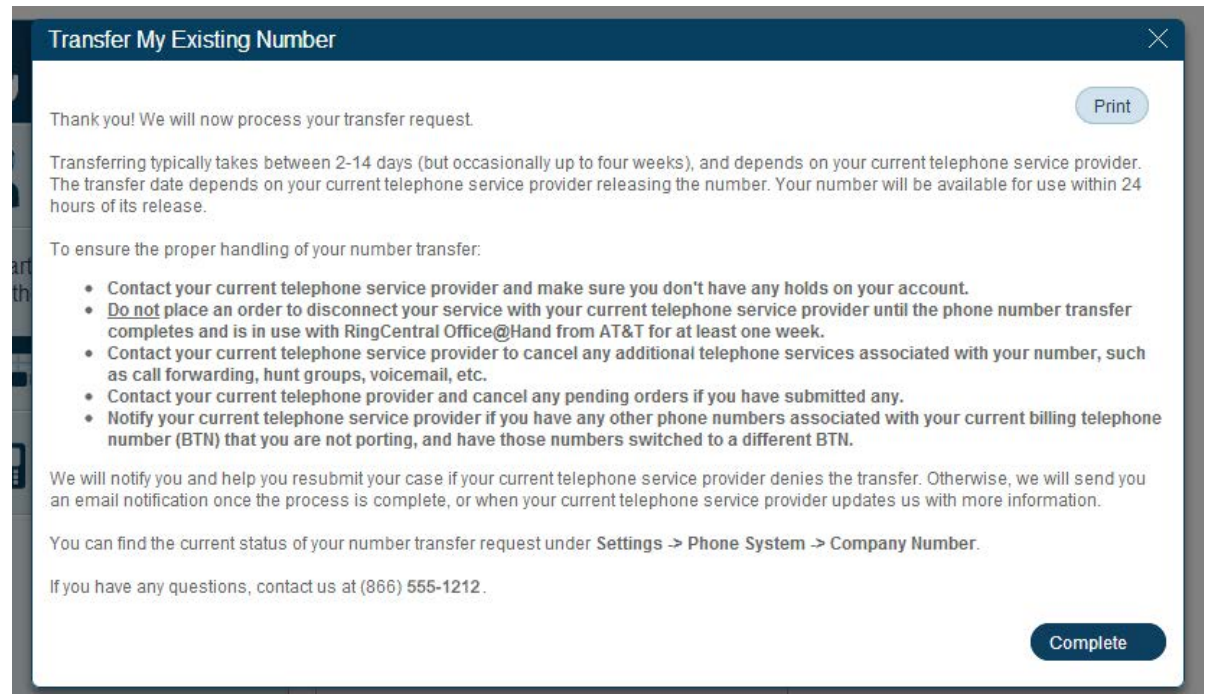 Transfer My Existing Number
Print
Thank you! We will now process your transfer request.
Transferring typically takes between 2-14 days (but occasionally up to four weeks), and depends on your current telephone service provider.
The transfer date depends on your current telephone service provider releasing the number. Your number will be available for use within 24
hours of its release.
To ensure the proper handling of your number transfer:
• Contact your current telephone service provider and make sure you don't have any holds on your account.
• Do not place an order to disconnect your service with your current telephone service provider until the phone number transfer
completes and is in use with RingCentral Office@Hand from AT&T for at least one week.
• Contact your current telephone service provider to cancel any additional telephone services associated with your number, such
as call forwarding, hunt groups, voicemail, etc.
• Contact your current telephone provider and cancel any pending orders if you have submitted any.
• Notify your current telephone service provider if you have any other phone numbers associated with your current billing telephone
number (BTN) that you are not porting, and have those numbers switched to a different BTN.
We will notify you and help you resubmit your case if your current telephone service provider denies the transfer. Otherwise, we will send you
an email notification once the process is complete, or when your current telephone service provider updates us with more information.
You can find the current status of your number transfer request under Settings -> Phone System -> Company Number.
If you have any questions, contact us at (866) 555-1212.
Complete